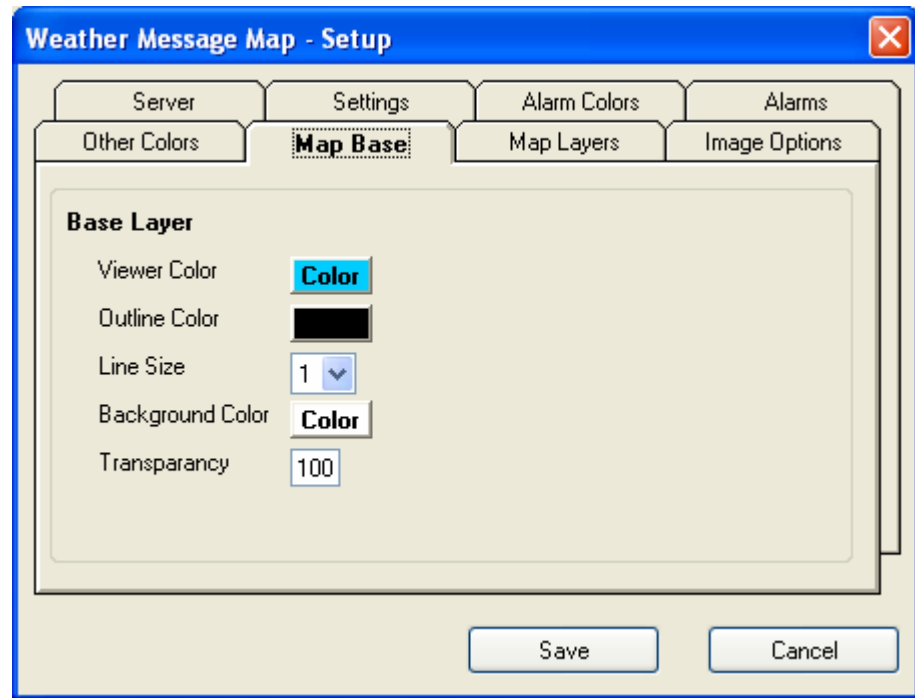 Weather Message Map - Setup
Server Settings Alarm Colors Alarms
Other Colors Map Base Map Layers Image Options
Base Layer
Viewer Color Color
Outline Color
Line Size 1
Background Color Color
Transparancy 100
Save Cancel